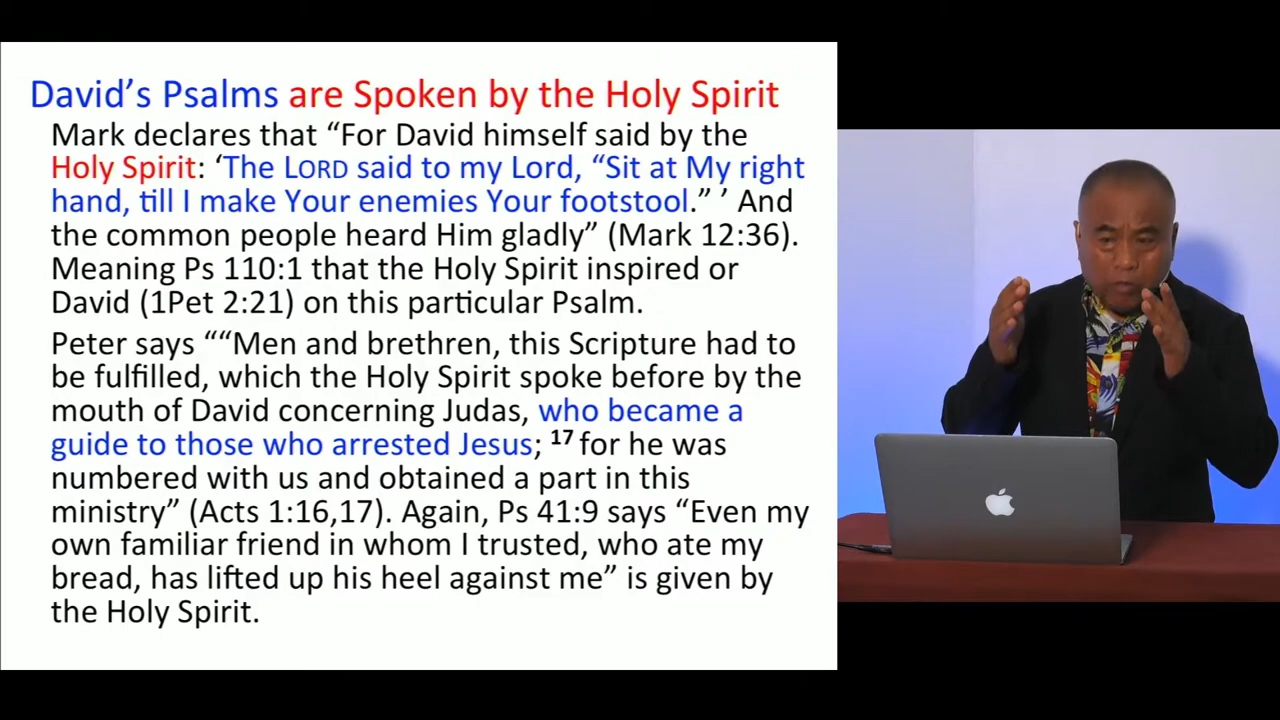 David’s Psalms are Spoken by the Holy Spirit
Mark declares that “For David himself said by the
Holy Spirit: ‘The LORD said to my Lord, “Sit at My right
hand, till I make Your enemies Your footstool.” ’ And
the common people heard Him gladly” (Mark 12:36).
Meaning Ps 110:1 that the Holy Spirit inspired or
David (1Pet 2:21) on this particular Psalm.
Peter says ““Men and brethren, this Scripture had to
be fulfilled, which the Holy Spirit spoke before by the
mouth of David concerning Judas, who became a
guide to those who arrested Jesus; 17 for he was
numbered with us and obtained a part in this
ministry” (Acts 1:16,17). Again, Ps 41:9 says “Even my
own familiar friend in whom I trusted, who ate my
bread, has lifted up his heel against me” is given by
the Holy Spirit.